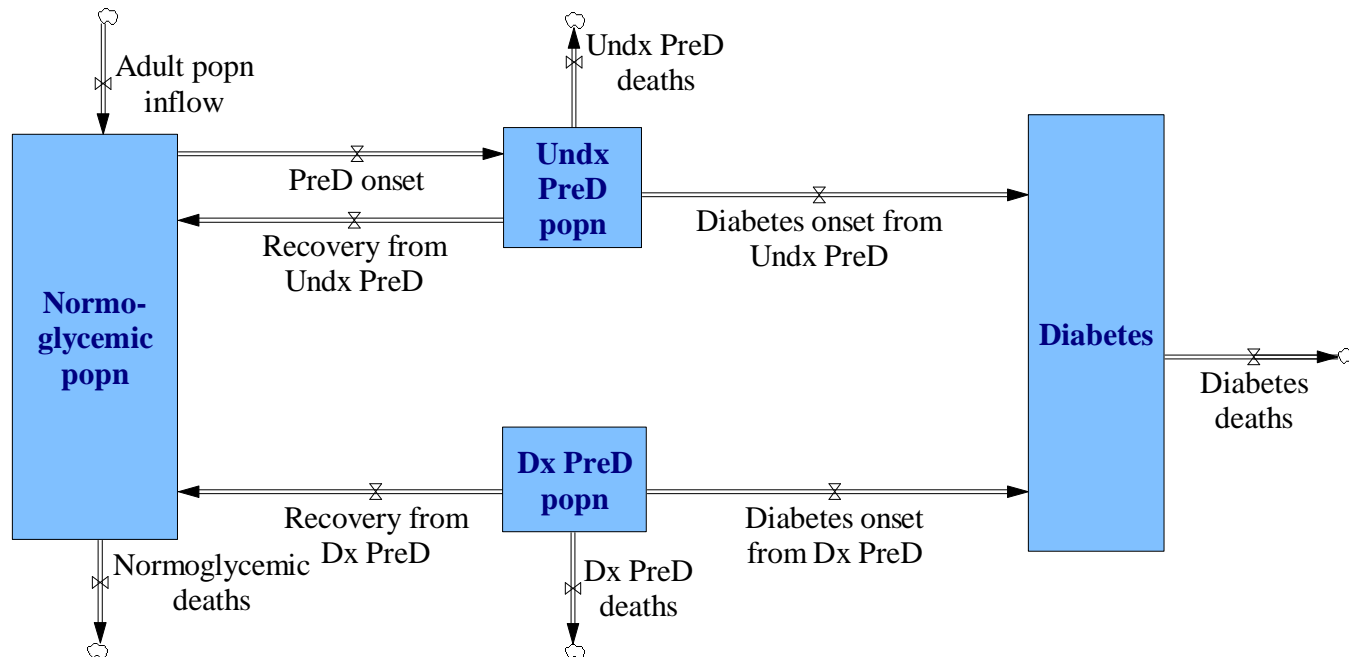 Adult popn
inflow
Undx PreD
deaths
PreD onset
Undx
PreD
popn
Recovery from
Undx PreD
Diabetes onset from
Undx PreD
Normo-
glycemic
popn
Diabetes
Diabetes
deaths
Dx PreD
popn
Recovery from
Dx PreD
Diabetes onset
from Dx PreD
Normoglycemic
deaths
Dx PreD
deaths